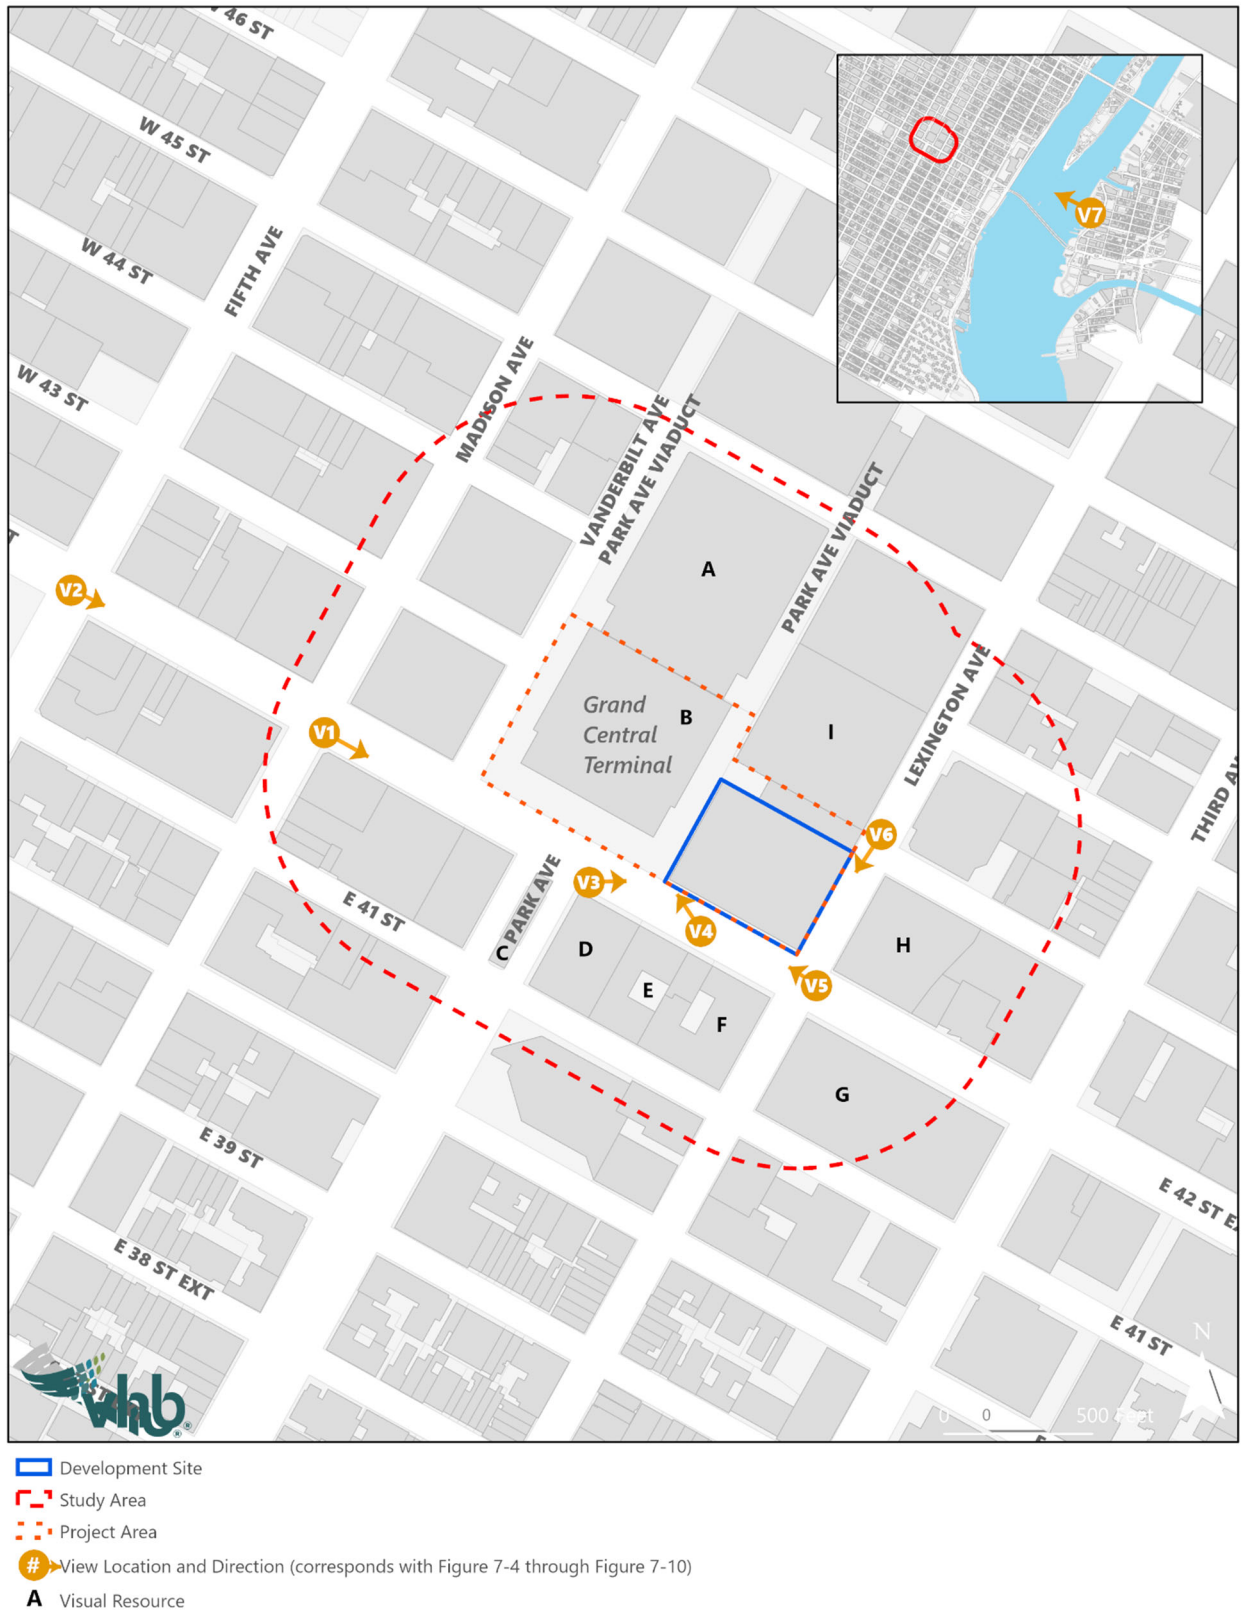 W 46 ST
W 45 ST
W 44 ST
FIFTH AVE
W 43 ST
MADISON AVE
VANDERBILT AVE
PARK AVE VIADUCT
PARK AVE VIADUCT
V7
A
V2
LEXINGTON AVE
Grand
Central
Terminal
B
I
V1
THIRD AV
V6
V3
PARK AVE
E 41 ST
V4
C
D
H
E
V5
F
G
E 39 ST
E 42 ST E
E 38 ST EXT
E 41 ST
N
vhb
0 0 500 Feet
Development Site
Study Area
Project Area
# View Location and Direction (corresponds with Figure 7-4 through Figure 7-10)
A Visual Resource